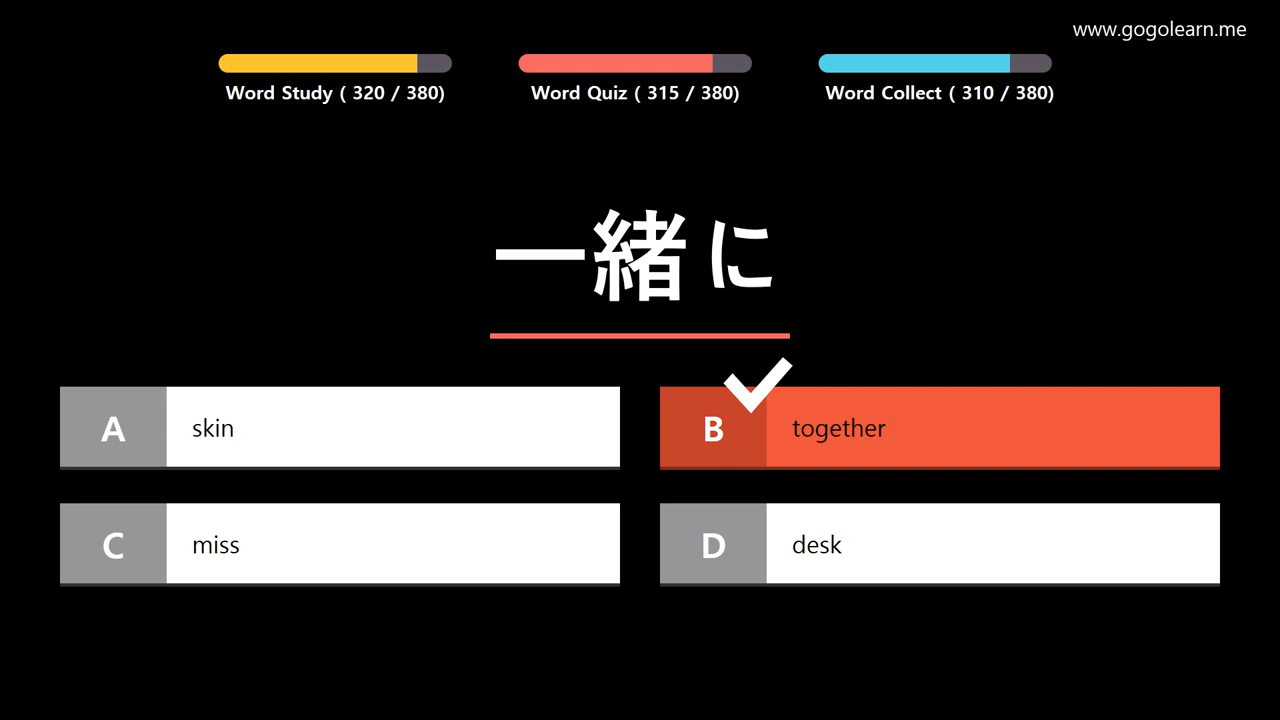 www.gogolearn.me
Word Study ( 320 / 380)
Word Quiz ( 315 / 380)
Word Collect ( 310 / 380)
一緒に
A skin
B together
C miss
D desk